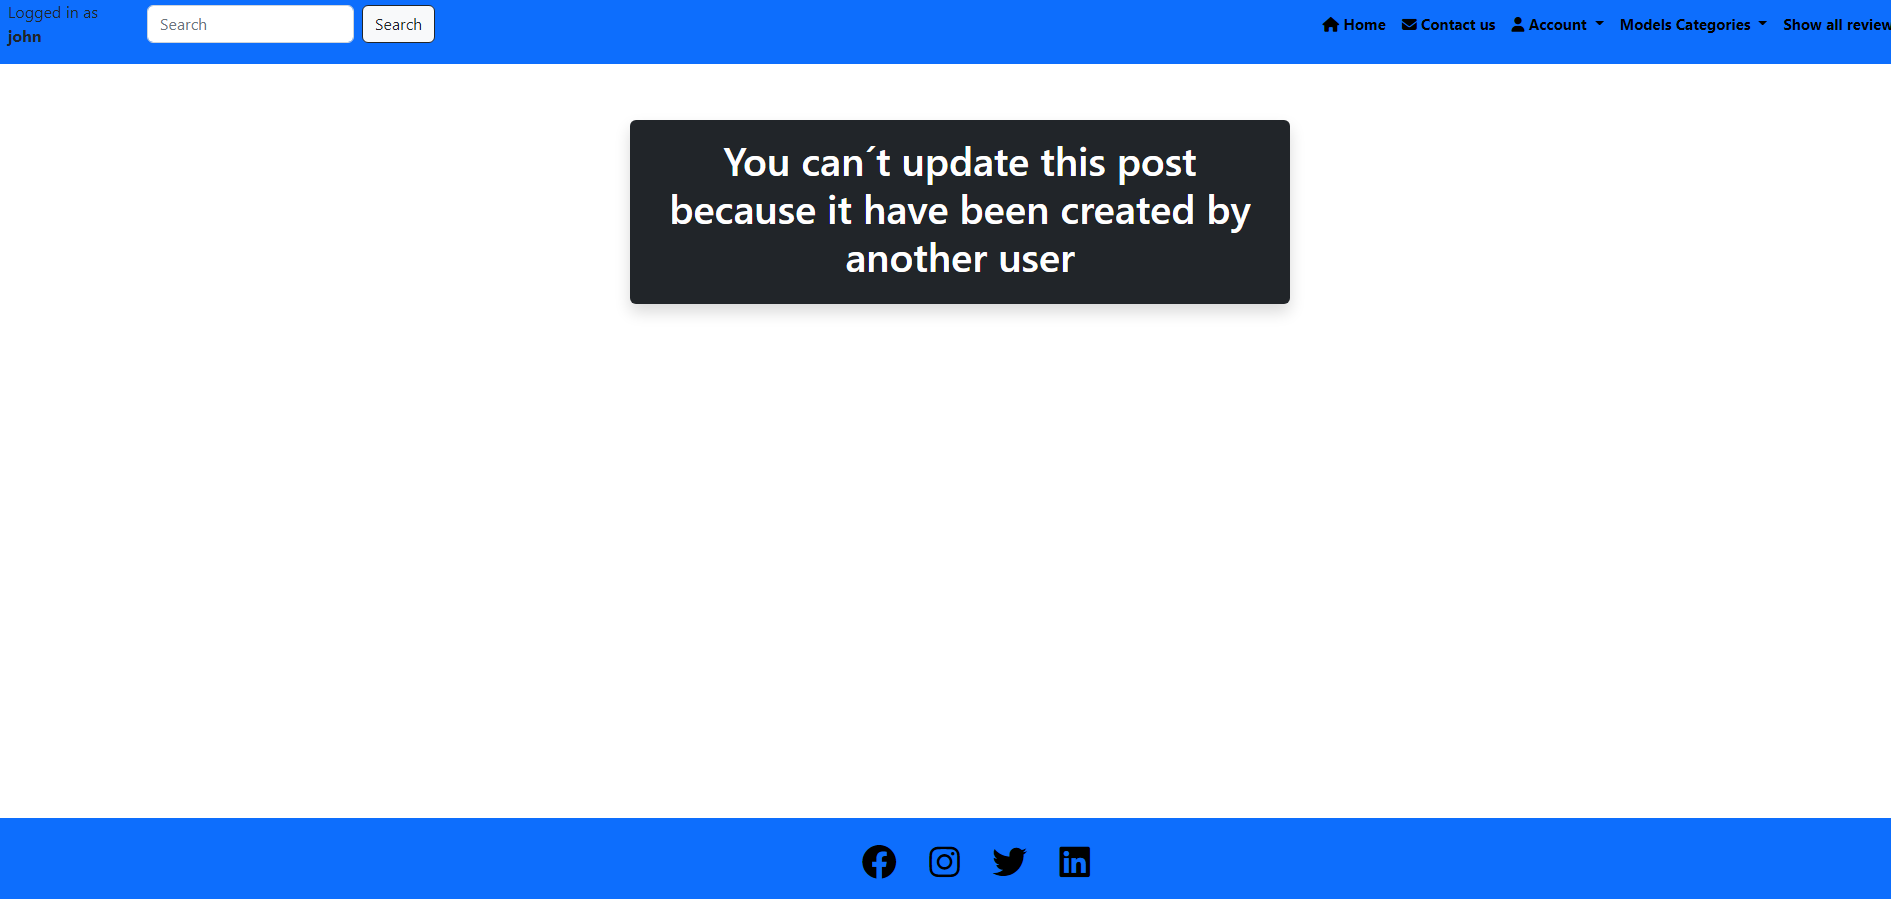 Logged in as
john
Search
Search
Home
Contact us
Account
Models Categories
Show all review
You can´t update this post
because it have been created by
another user